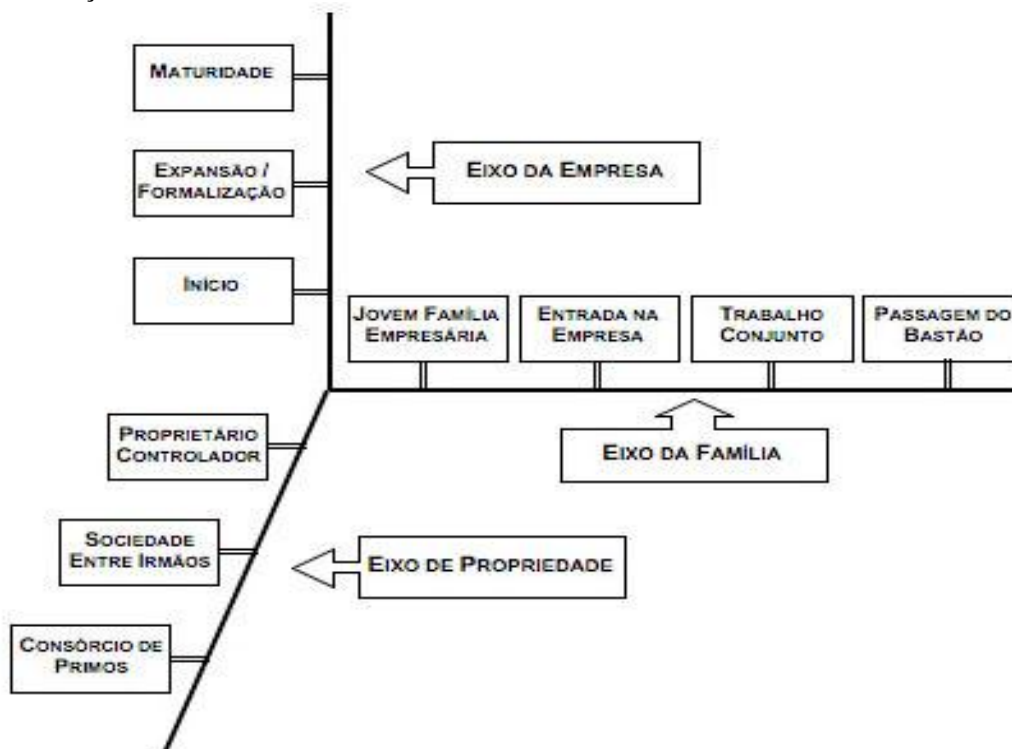 MATURIDADE
EXPANSÃO /
FORMALIZAÇÃO
INÍCIO
EIXO DA EMPRESA
JOVEM FAMÍLIA
EMPRESÁRIA
ENTRADA NA
EMPRESA
TRABALHO
CONJUNTO
PASSAGEM DO
BASTÃO
EIXO DA FAMÍLIA
PROPRIETÁRIO
CONTROLADOR
SOCIEDADE
ENTRE IRMÃOS
CONSÓRCIO DE
PRIMOS
EIXO DE PROPRIEDADE